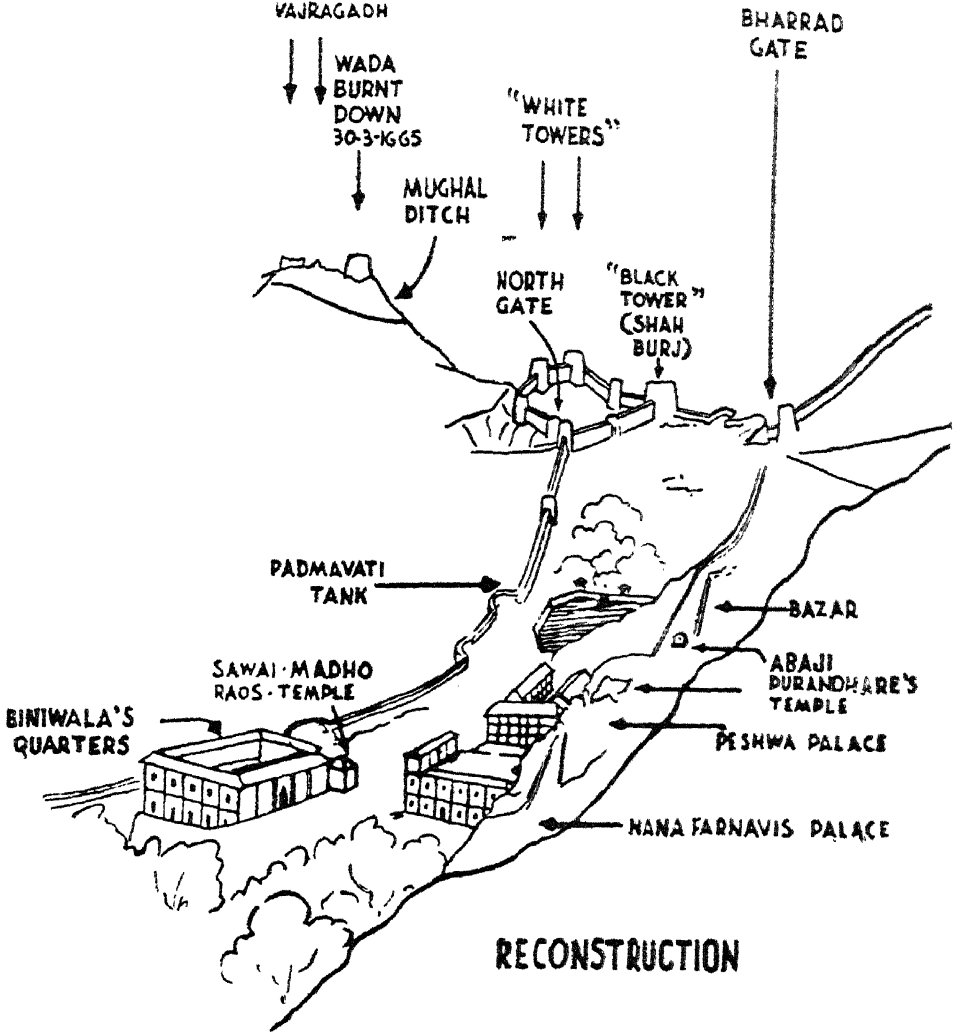 VAJRAGADH
WADA
BURNT
DOWN
30-3-1665
MUGHAL
DITCH
"WHITE
TOWERS"
BHARRAD
GATE
NORTH
GATE
"BLACK
TOWER"
(SHAH
BURJ)
PADMAVATI
TANK
SAWAI-MADHO
RAOS-TEMPLE
BINIWALA'S
QUARTERS
BAZAR
ABAJI
PURANDHARE'S
TEMPLE
PESHWA PALACE
NANA FARNAVIS PALACE
RECONSTRUCTION